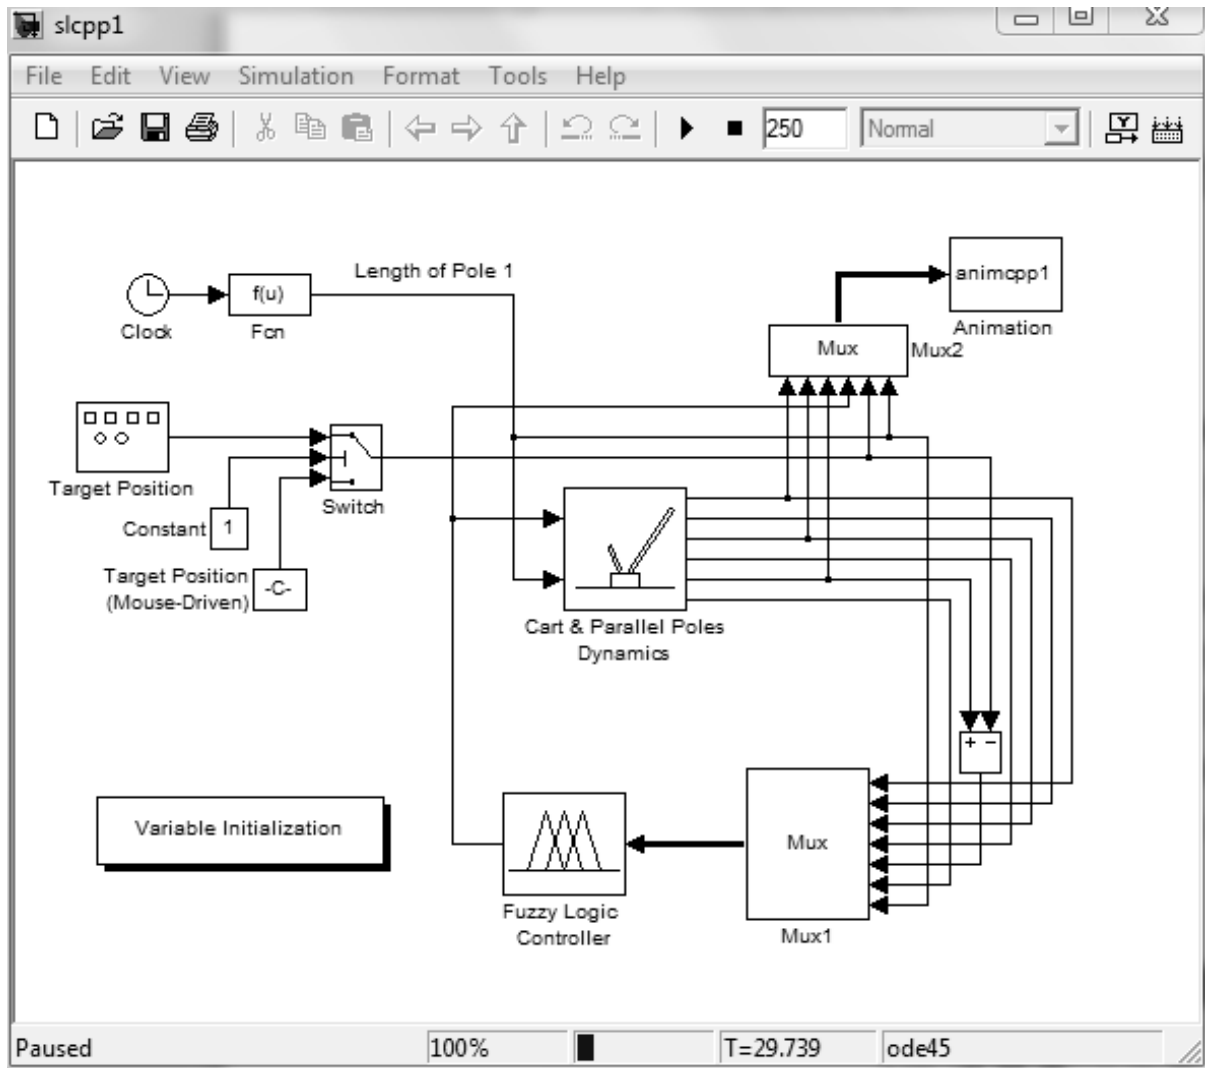 slcpp1
File Edit View Simulation Format Tools Help
250 Normal
Length of Pole 1
f(u)
Clock
Fcn
animcpp1
Animation
Mux
Mux2
Target Position
Switch
Constant
1
Target Position
(Mouse-Driven)
-C-
Cart & Parallel Poles
Dynamics
+ −
Variable Initialization
Mux
Mux1
Fuzzy Logic
Controller
Paused 100% T=29.739 ode45